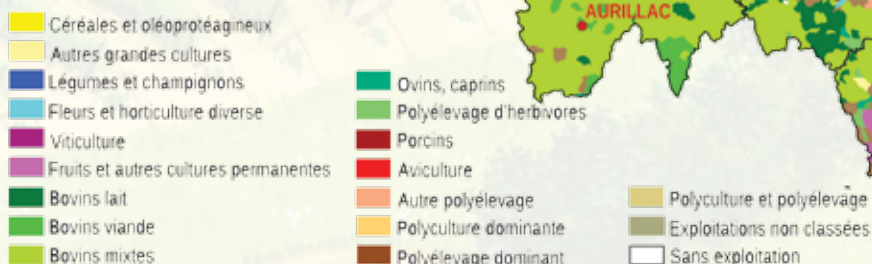 AURILLAC
Céréales et oléoprotéagineux
Autres grandes cultures
Légumes et champignons
Fleurs et horticulture diverse
Viticulture
Fruits et autres cultures permanentes
Bovins lait
Bovins viande
Bovins mixtes
Ovins, caprins
Polyélevage d'herbivores
Porcins
Aviculture
Autre polyélevage
Polyculture dominante
Polyélevage dominant
Polyculture et polyélevage
Exploitations non classées
Sans exploitation